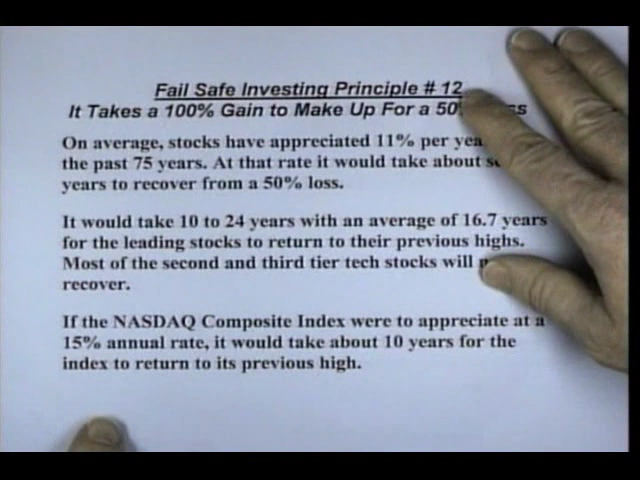 Fail Safe Investing Principle # 12
It Takes a 100% Gain to Make Up For a 50%
On average, stocks have appreciated 11% per
the past 75 years. At that rate it would take about
years to recover from a 50% loss.
It would take 10 to 24 years with an average of 16.7 years
for the leading stocks to return to their previous highs.
Most of the second and third tier tech stocks will
recover.
If the NASDAQ Composite Index were to appreciate at a
15% annual rate, it would take about 10 years for the
index to return to its previous high.